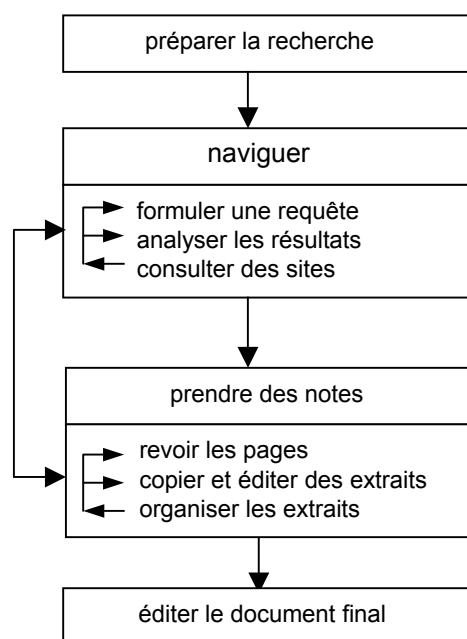 préparer la recherche
naviguer
formuler une requête
analyser les résultats
consulter des sites
prendre des notes
revoir les pages
copier et éditer des extraits
organiser les extraits
éditer le document final